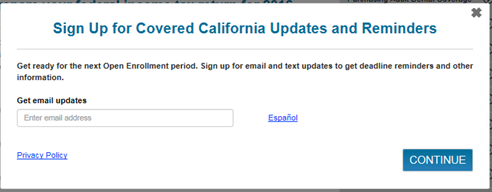 Sign Up for Covered California Updates and Reminders
Get ready for the next Open Enrollment period. Sign up for email and text updates to get deadline reminders and other
information.
Get email updates
Enter email address
Español
Privacy Policy
CONTINUE